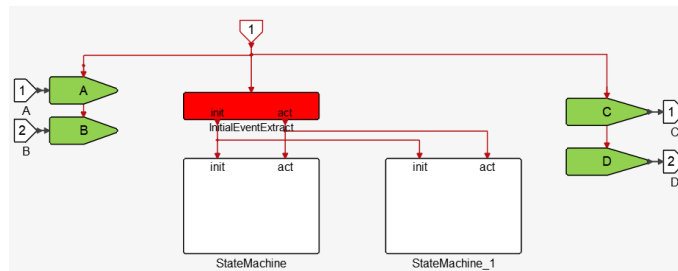 1
1
A
A
2
B
B
init act
InitialEventExtract
C
1
C
D
2
D
init act
init act
StateMachine
StateMachine_1